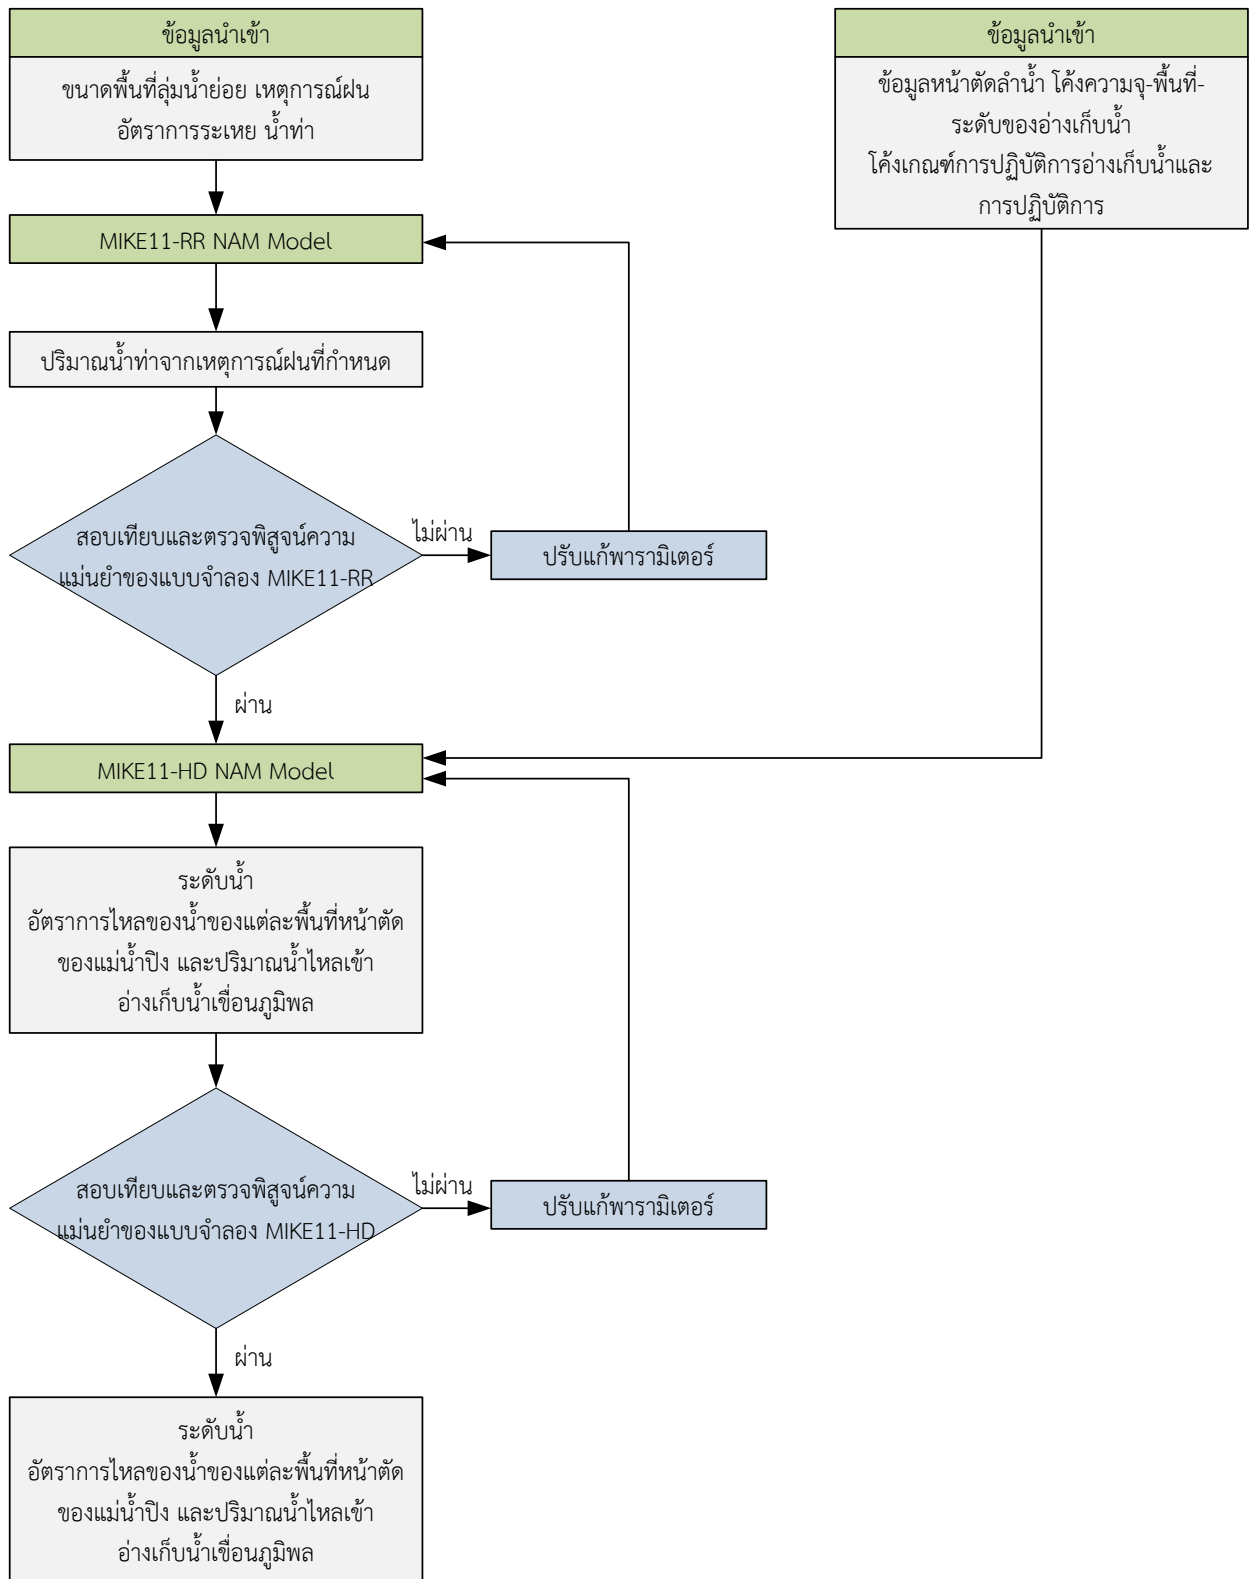 ข้อมูลนำเข้า
ขนาดพื้นที่ลุ่มน้ำย่อย เหตุการณ์ฝน
อัตราการระเหย น้ำท่า
ข้อมูลนำเข้า
ข้อมูลหน้าตัดลำน้ำ โค้งความจุ-พื้นที่-
ระดับของอ่างเก็บน้ำ
โค้งเกณฑ์การปฏิบัติการอ่างเก็บน้ำและ
การปฏิบัติการ
MIKE11-RR NAM Model
ปริมาณน้ำท่าจากเหตุการณ์ฝนที่กำหนด
สอบเทียบและตรวจพิสูจน์ความ
แม่นยำของแบบจำลอง MIKE11-RR
ไม่ผ่าน
ปรับแก้พารามิเตอร์
ผ่าน
MIKE11-HD NAM Model
ระดับน้ำ
อัตราการไหลของน้ำของแต่ละพื้นที่หน้าตัด
ของแม่น้ำปิง และปริมาณน้ำไหลเข้า
อ่างเก็บน้ำเขื่อนภูมิพล
สอบเทียบและตรวจพิสูจน์ความ
แม่นยำของแบบจำลอง MIKE11-HD
ไม่ผ่าน
ปรับแก้พารามิเตอร์
ผ่าน
ระดับน้ำ
อัตราการไหลของน้ำของแต่ละพื้นที่หน้าตัด
ของแม่น้ำปิง และปริมาณน้ำไหลเข้า
อ่างเก็บน้ำเขื่อนภูมิพล